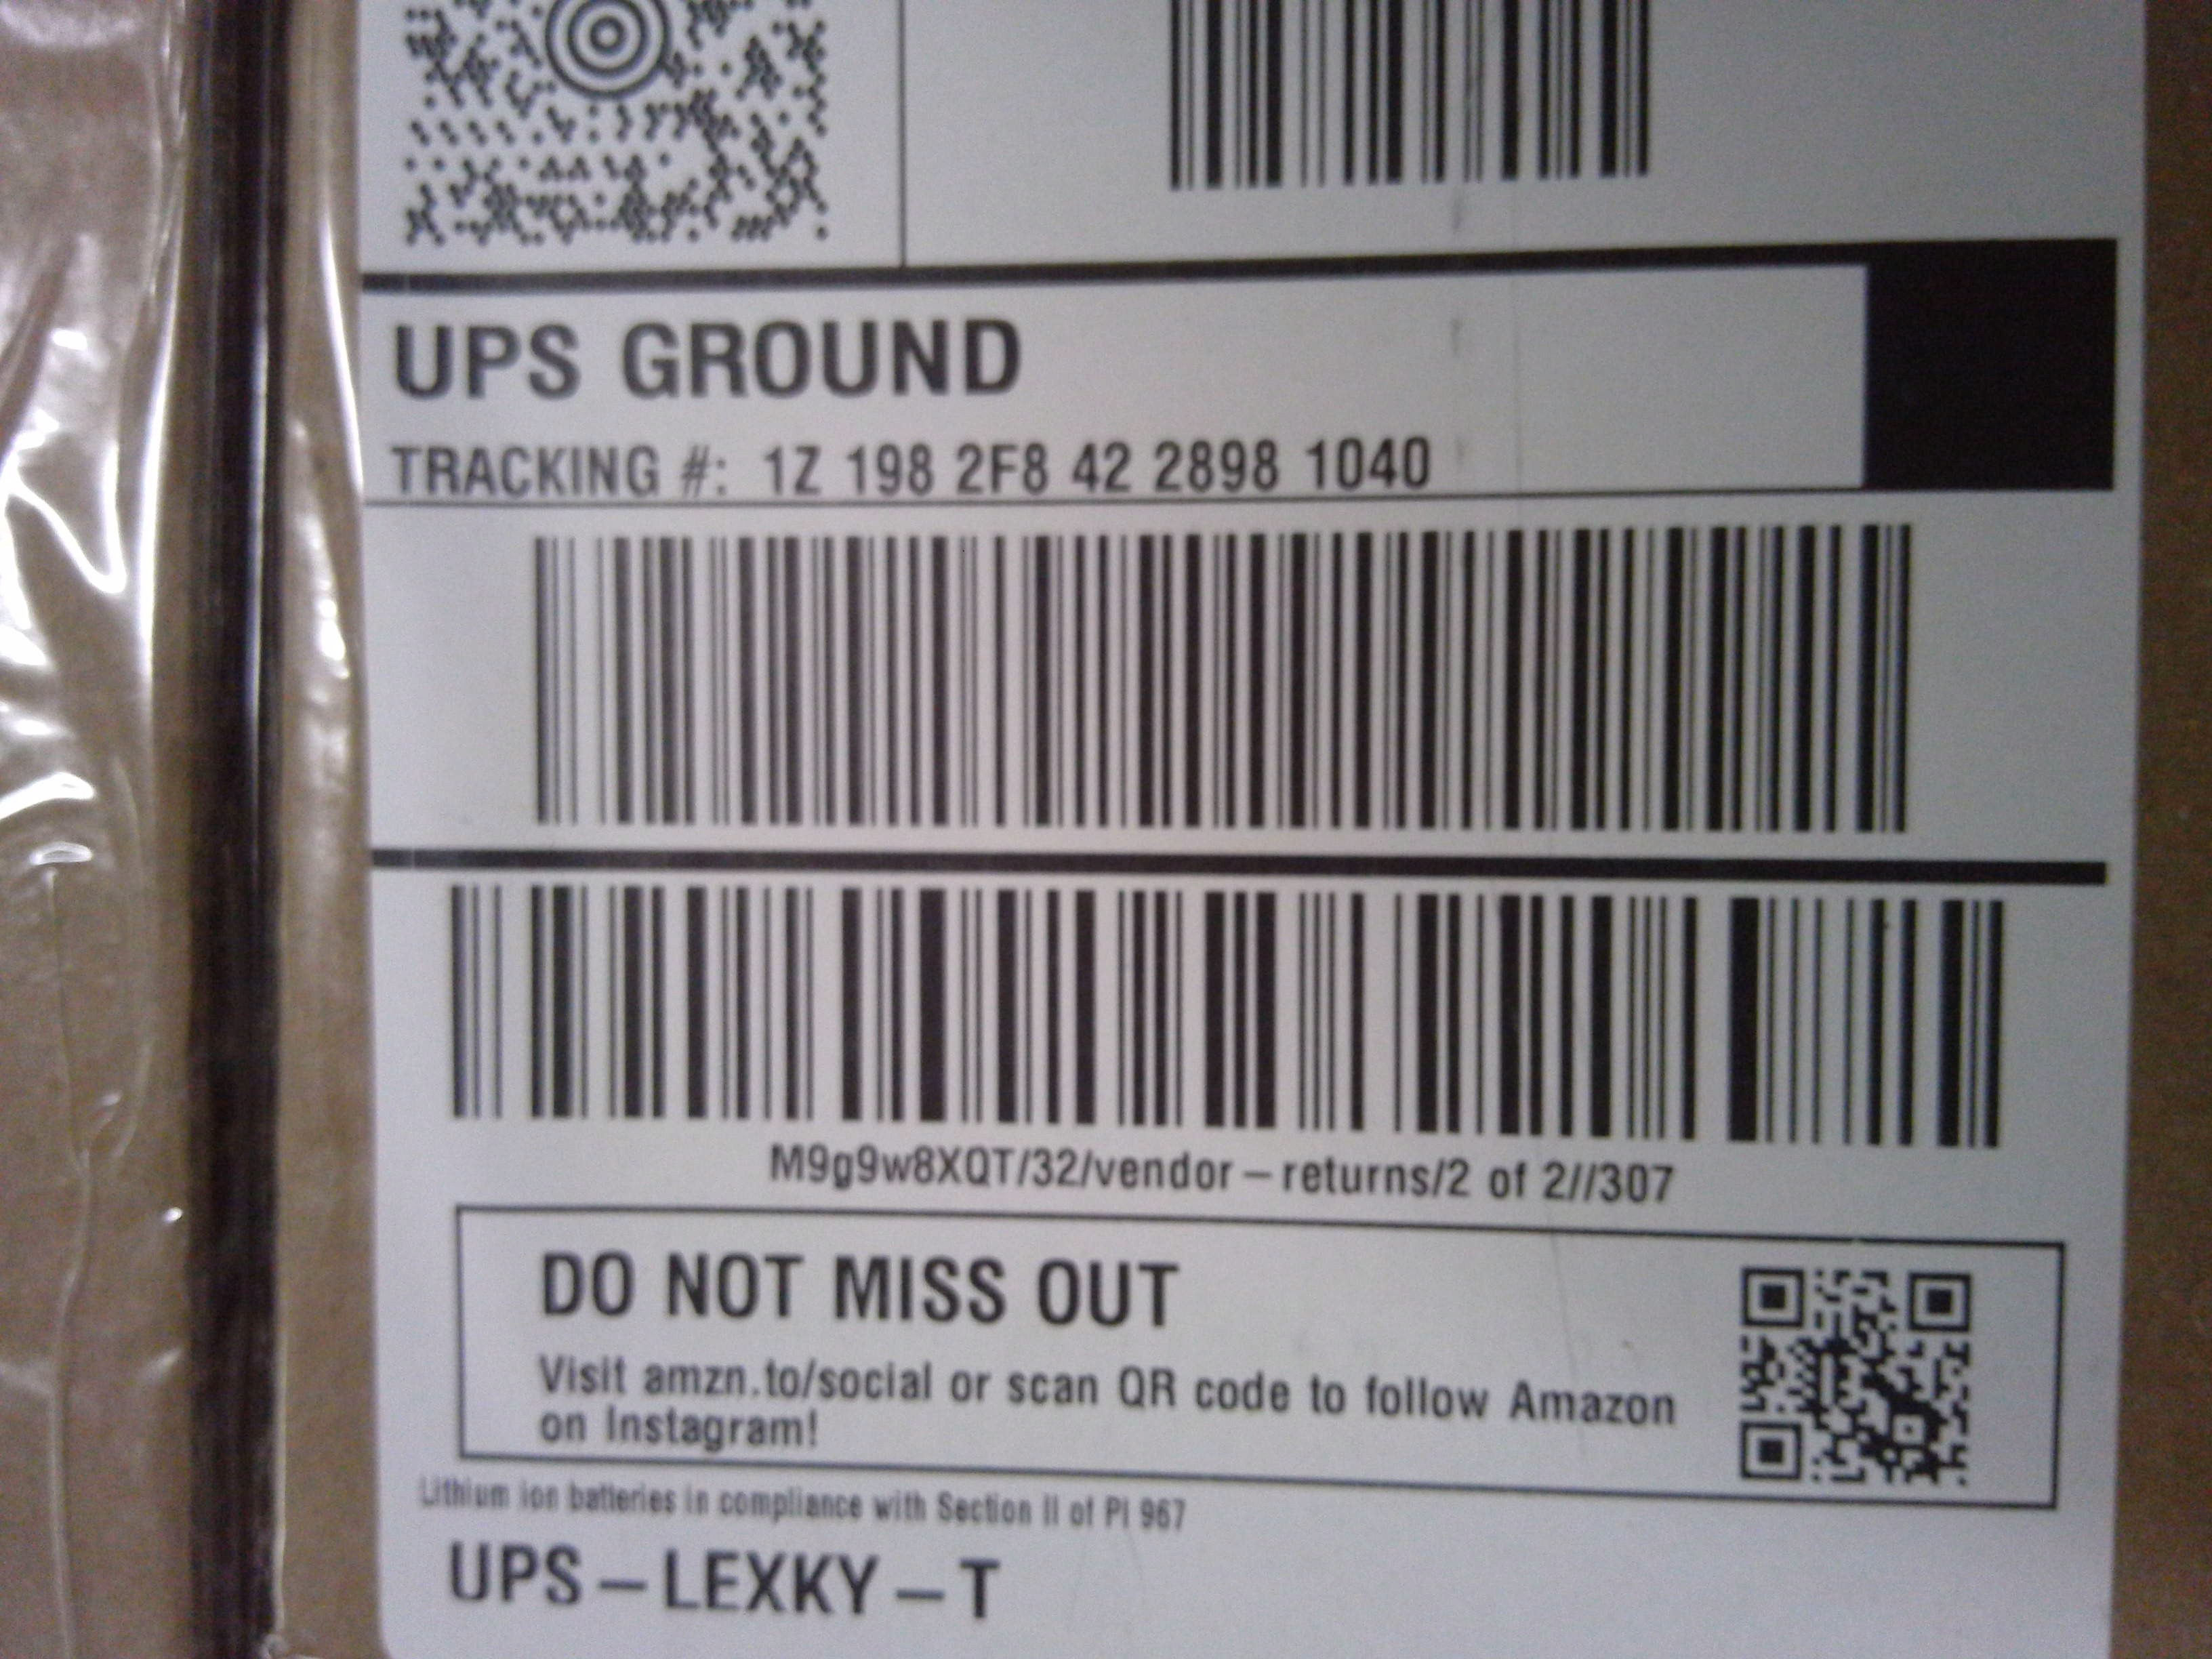 UPS GROUND
TRACKING #: 1Z 198 2F8 42 2898 1040
M9g9w8XQT/32/vendor – returns/2 of 2//307
DO NOT MISS OUT
Visit amzn.to/social or scan QR code to follow Amazon
on Instagram!
Lithium ion batteries in compliance with Section II of PI 967
UPS – LEXKY – T